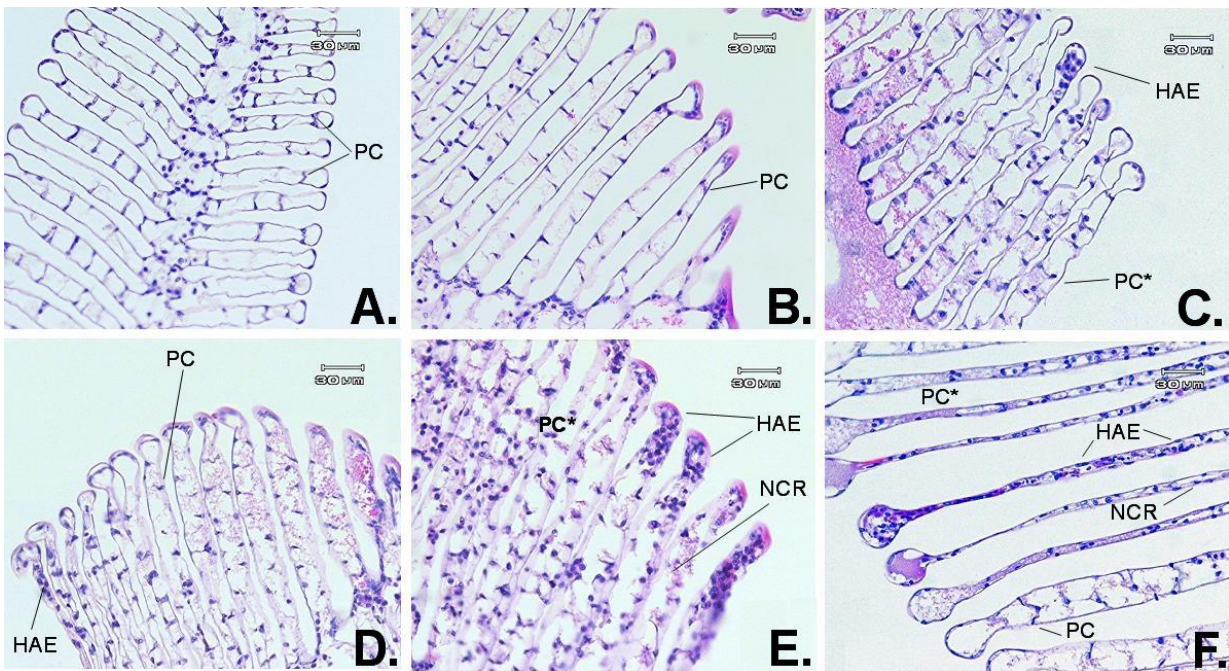 30 µm
PC
A.
30 µm
PC
B.
30 µm
HAE
PC*
C.
PC
30 µm
HAE
D.
30 µm
PC*
HAE
NCR
E.
30 µm
PC*
HAE
NCR
PC
F.